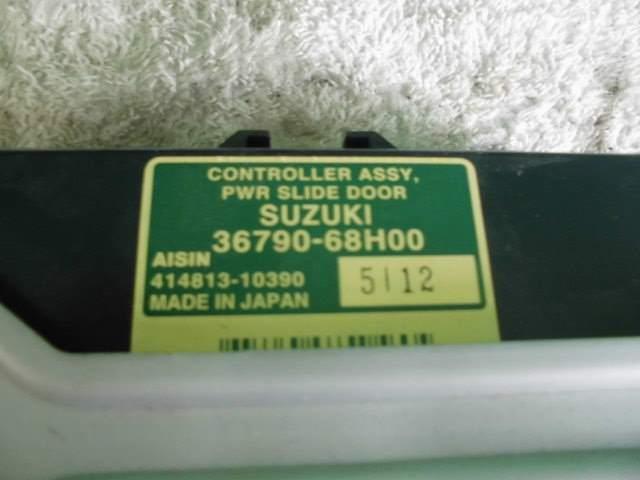 CONTROLLER ASSY,
PWR SLIDE DOOR
SUZUKI
36790-68H00
AISIN
414813-10390
5112
MADE IN JAPAN